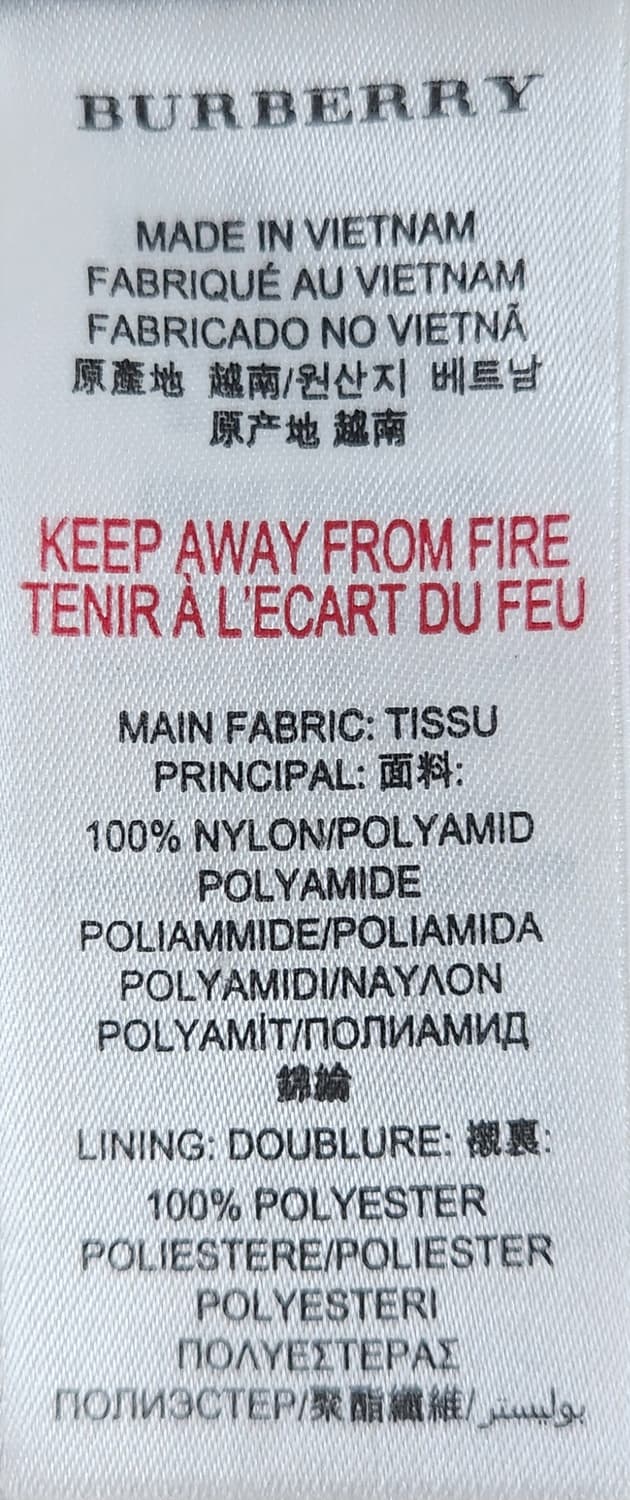 BURBERRY
MADE IN VIETNAM
FABRIQUÉ AU VIETNAM
FABRICADO NO VIETNÃ
原產地 越南/원산지 베트남
原产地 越南
KEEP AWAY FROM FIRE
TENIR À L'ECART DU FEU
MAIN FABRIC: TISSU
PRINCIPAL: 面料:
100% NYLON/POLYAMID
POLYAMIDE
POLIAMMIDE/POLIAMIDA
POLYAMIDI/ΝΑΥΛΟΝ
POLYAMİT/ПОЛИАМИД
錦綸
LINING: DOUBLURE: 襯裏:
100% POLYESTER
POLIESTERE/POLIESTER
POLYESTERI
ΠΟΛΥΕΣΤΕΡΑΣ
ПОЛИЭСТЕР/聚酯纖維/بوليستر